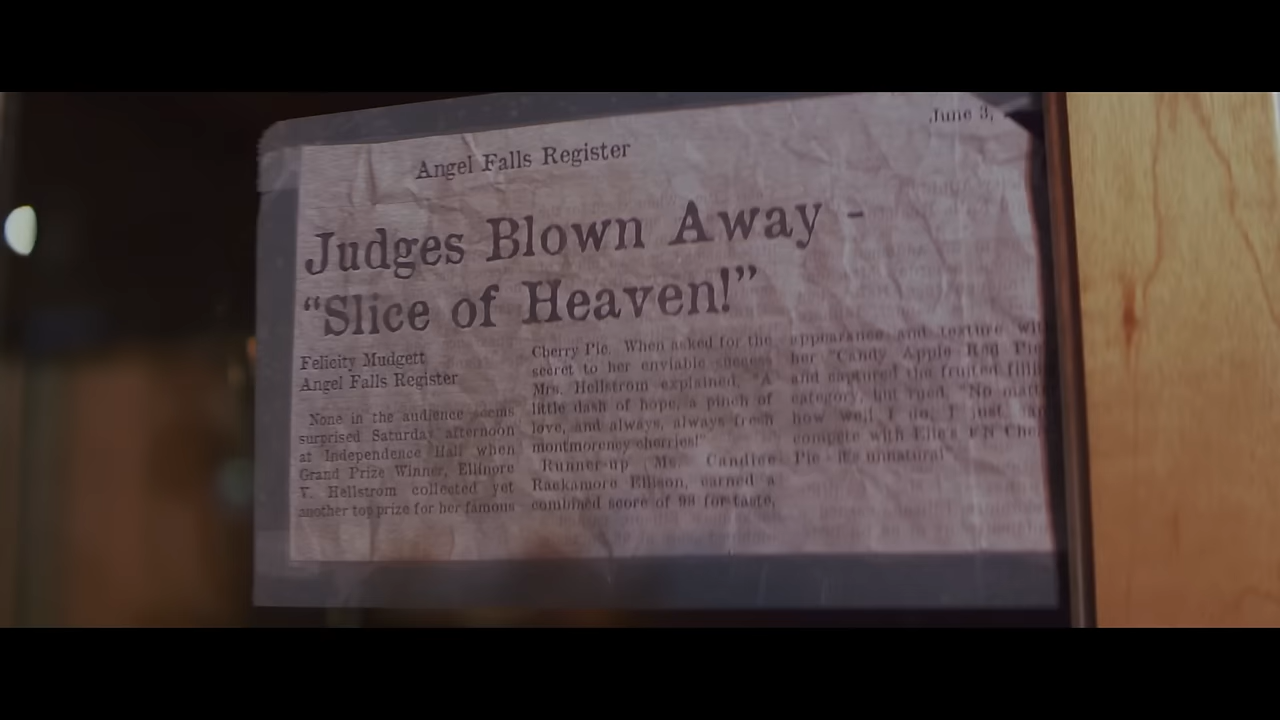 June 3,
Angel Falls Register
Judges Blown Away -
“Slice of Heaven!”
Felicity Mudgett
Angel Falls Register
None in the audience seems
surprised Saturday afternoon
at Independence Hall when
Grand Prize Winner, Ellinore
V. Hellstrom collected yet
another top prize for her famous
Cherry Pie. When asked for the
secret to her enviable success
Mrs. Hellstrom explained, "A
little dash of hope, a pinch of
love, and always, always fresh
montmorency cherries!"
Runner-up Ms. Candice
Rackamore Ellison, earned a
combined score of 98 for taste,
appearance and texture with
her "Candy Apple Red Pie"
and captured the fruited
category, but
how well I do, I just
compete with
Pie - it's unnatural"